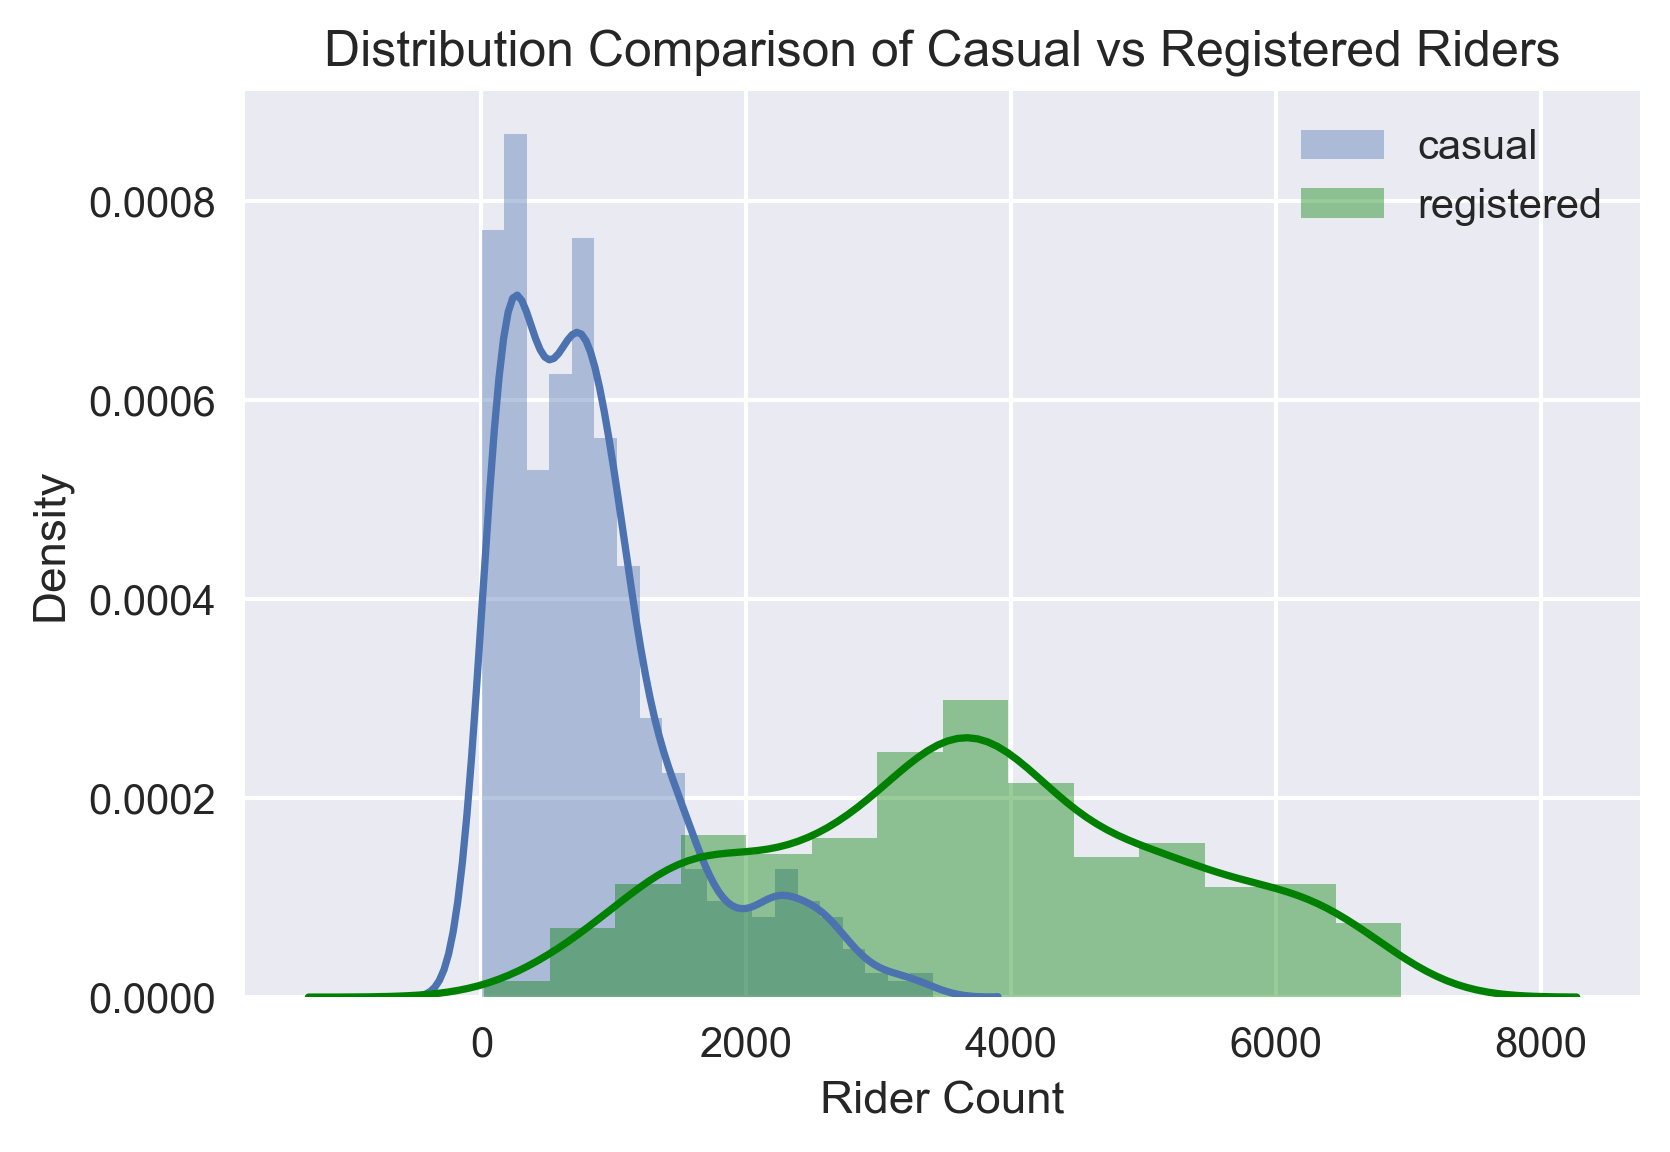 Distribution Comparison of Casual vs Registered Riders
casual
registered
0.0008
0.0006
0.0004
0.0002
0.0000
Density
0
2000
4000
6000
8000
Rider Count